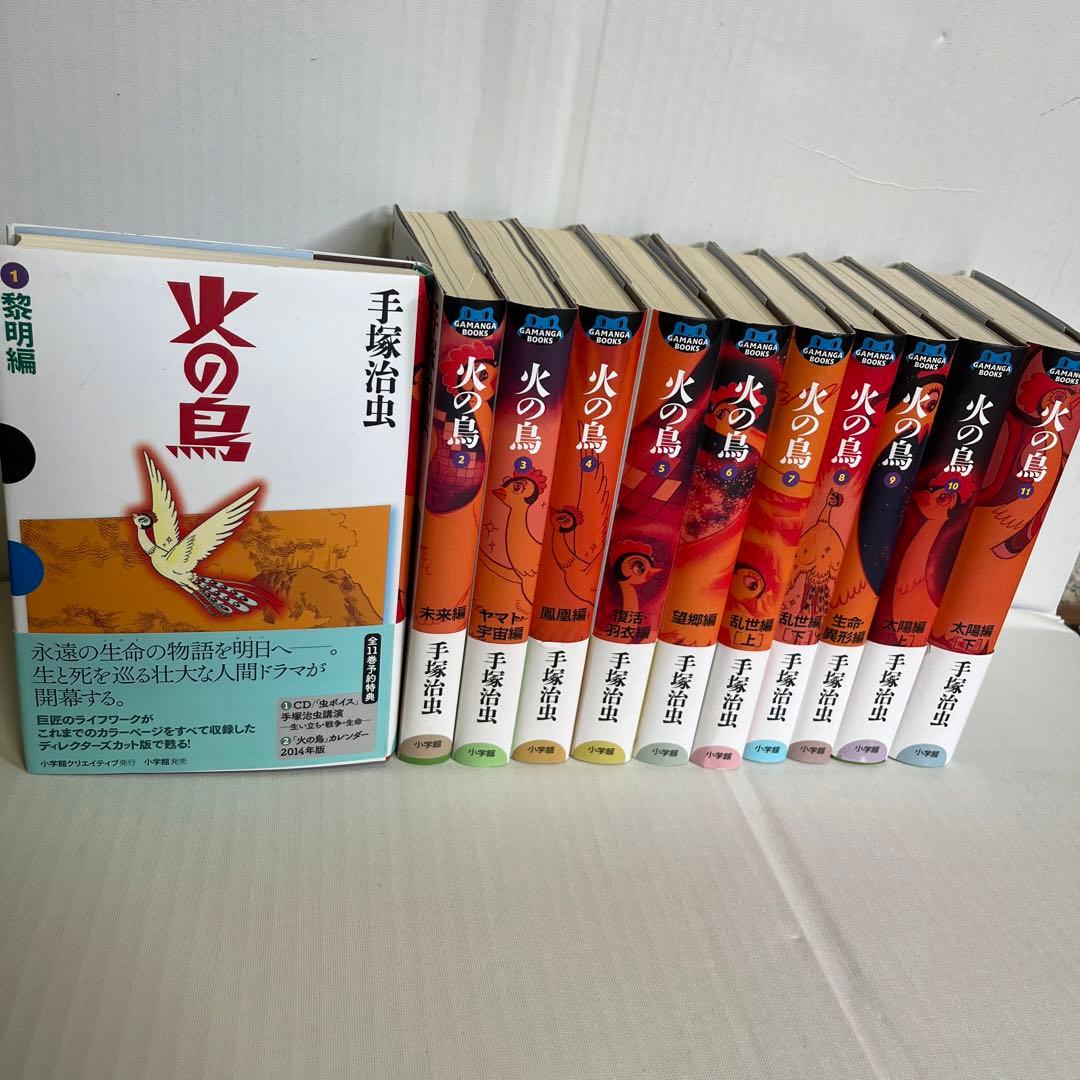 1
黎明編
火の鳥
手塚治虫
永遠の生命の物語を明日へ——。
生と死を巡る壮大な人間ドラマが
開幕する。
巨匠のライフワークが
これまでのカラーページをすべて収録した
ディレクターズカット版で甦る!
小学館クリエイティブ発行 小学館発売
全11巻予約特典
1 CD/「虫ボイス」
手塚治虫講演
—生い立ち・戦争・生命—
2「火の鳥」カレンダー
2014年版
GAMANGA
BOOKS
火の鳥
2
未来編
手塚治虫
小学館
GAMANGA
BOOKS
火の鳥
3
ヤマト・
宇宙編
手塚治虫
小学館
GAMANGA
BOOKS
火の鳥
4
鳳凰編
手塚治虫
小学館
GAMANGA
BOOKS
火の鳥
5
復活・
羽衣編
手塚治虫
小学館
GAMANGA
BOOKS
火の鳥
6
望郷編
手塚治虫
小学館
GAMANGA
BOOKS
火の鳥
7
乱世編
[上]
手塚治虫
小学館
GAMANGA
BOOKS
火の鳥
8
乱世編
[下]
手塚治虫
小学館
GAMANGA
BOOKS
火の鳥
9
生命・
異形編
手塚治虫
小学館
GAMANGA
BOOKS
火の鳥
10
太陽編
[上]
手塚治虫
小学館
GAMANGA
BOOKS
火の鳥
11
太陽編
[下]
手塚治虫
小学館